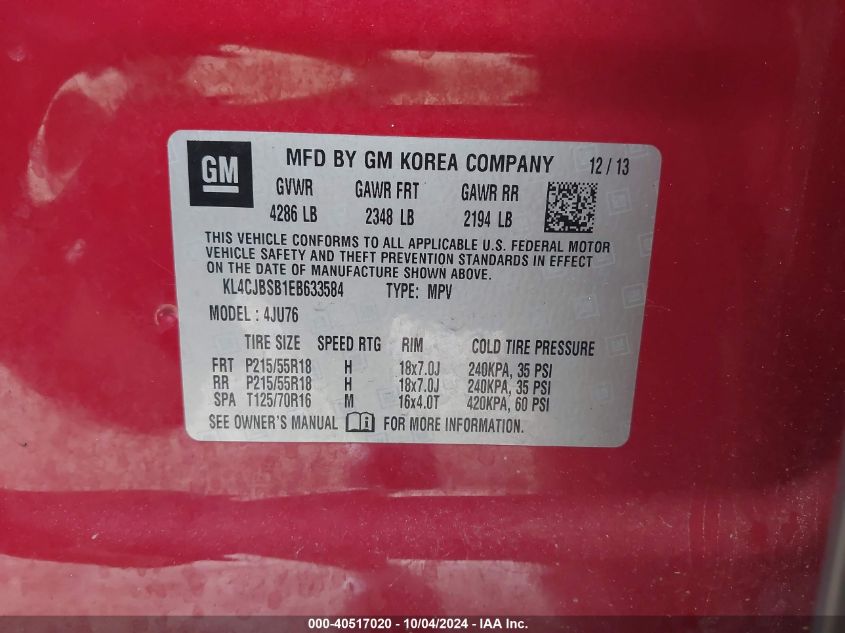 GM MFD BY GM KOREA COMPANY 12 / 13
GVWR GAWR FRT GAWR RR
4286 LB 2348 LB 2194 LB
THIS VEHICLE CONFORMS TO ALL APPLICABLE U.S. FEDERAL MOTOR
VEHICLE SAFETY AND THEFT PREVENTION STANDARDS IN EFFECT
ON THE DATE OF MANUFACTURE SHOWN ABOVE.
KL4CJBSB1EB633584 TYPE: MPV
MODEL : 4JU76
TIRE SIZE SPEED RTG RIM COLD TIRE PRESSURE
FRT P215/55R18 H 18x7.0J 240KPA, 35 PSI
RR P215/55R18 H 18x7.0J 240KPA, 35 PSI
SPA T125/70R16 M 16x4.0T 420KPA, 60 PSI
SEE OWNER'S MANUAL FOR MORE INFORMATION.
000-40517020 - 10/04/2024 - IAA Inc.